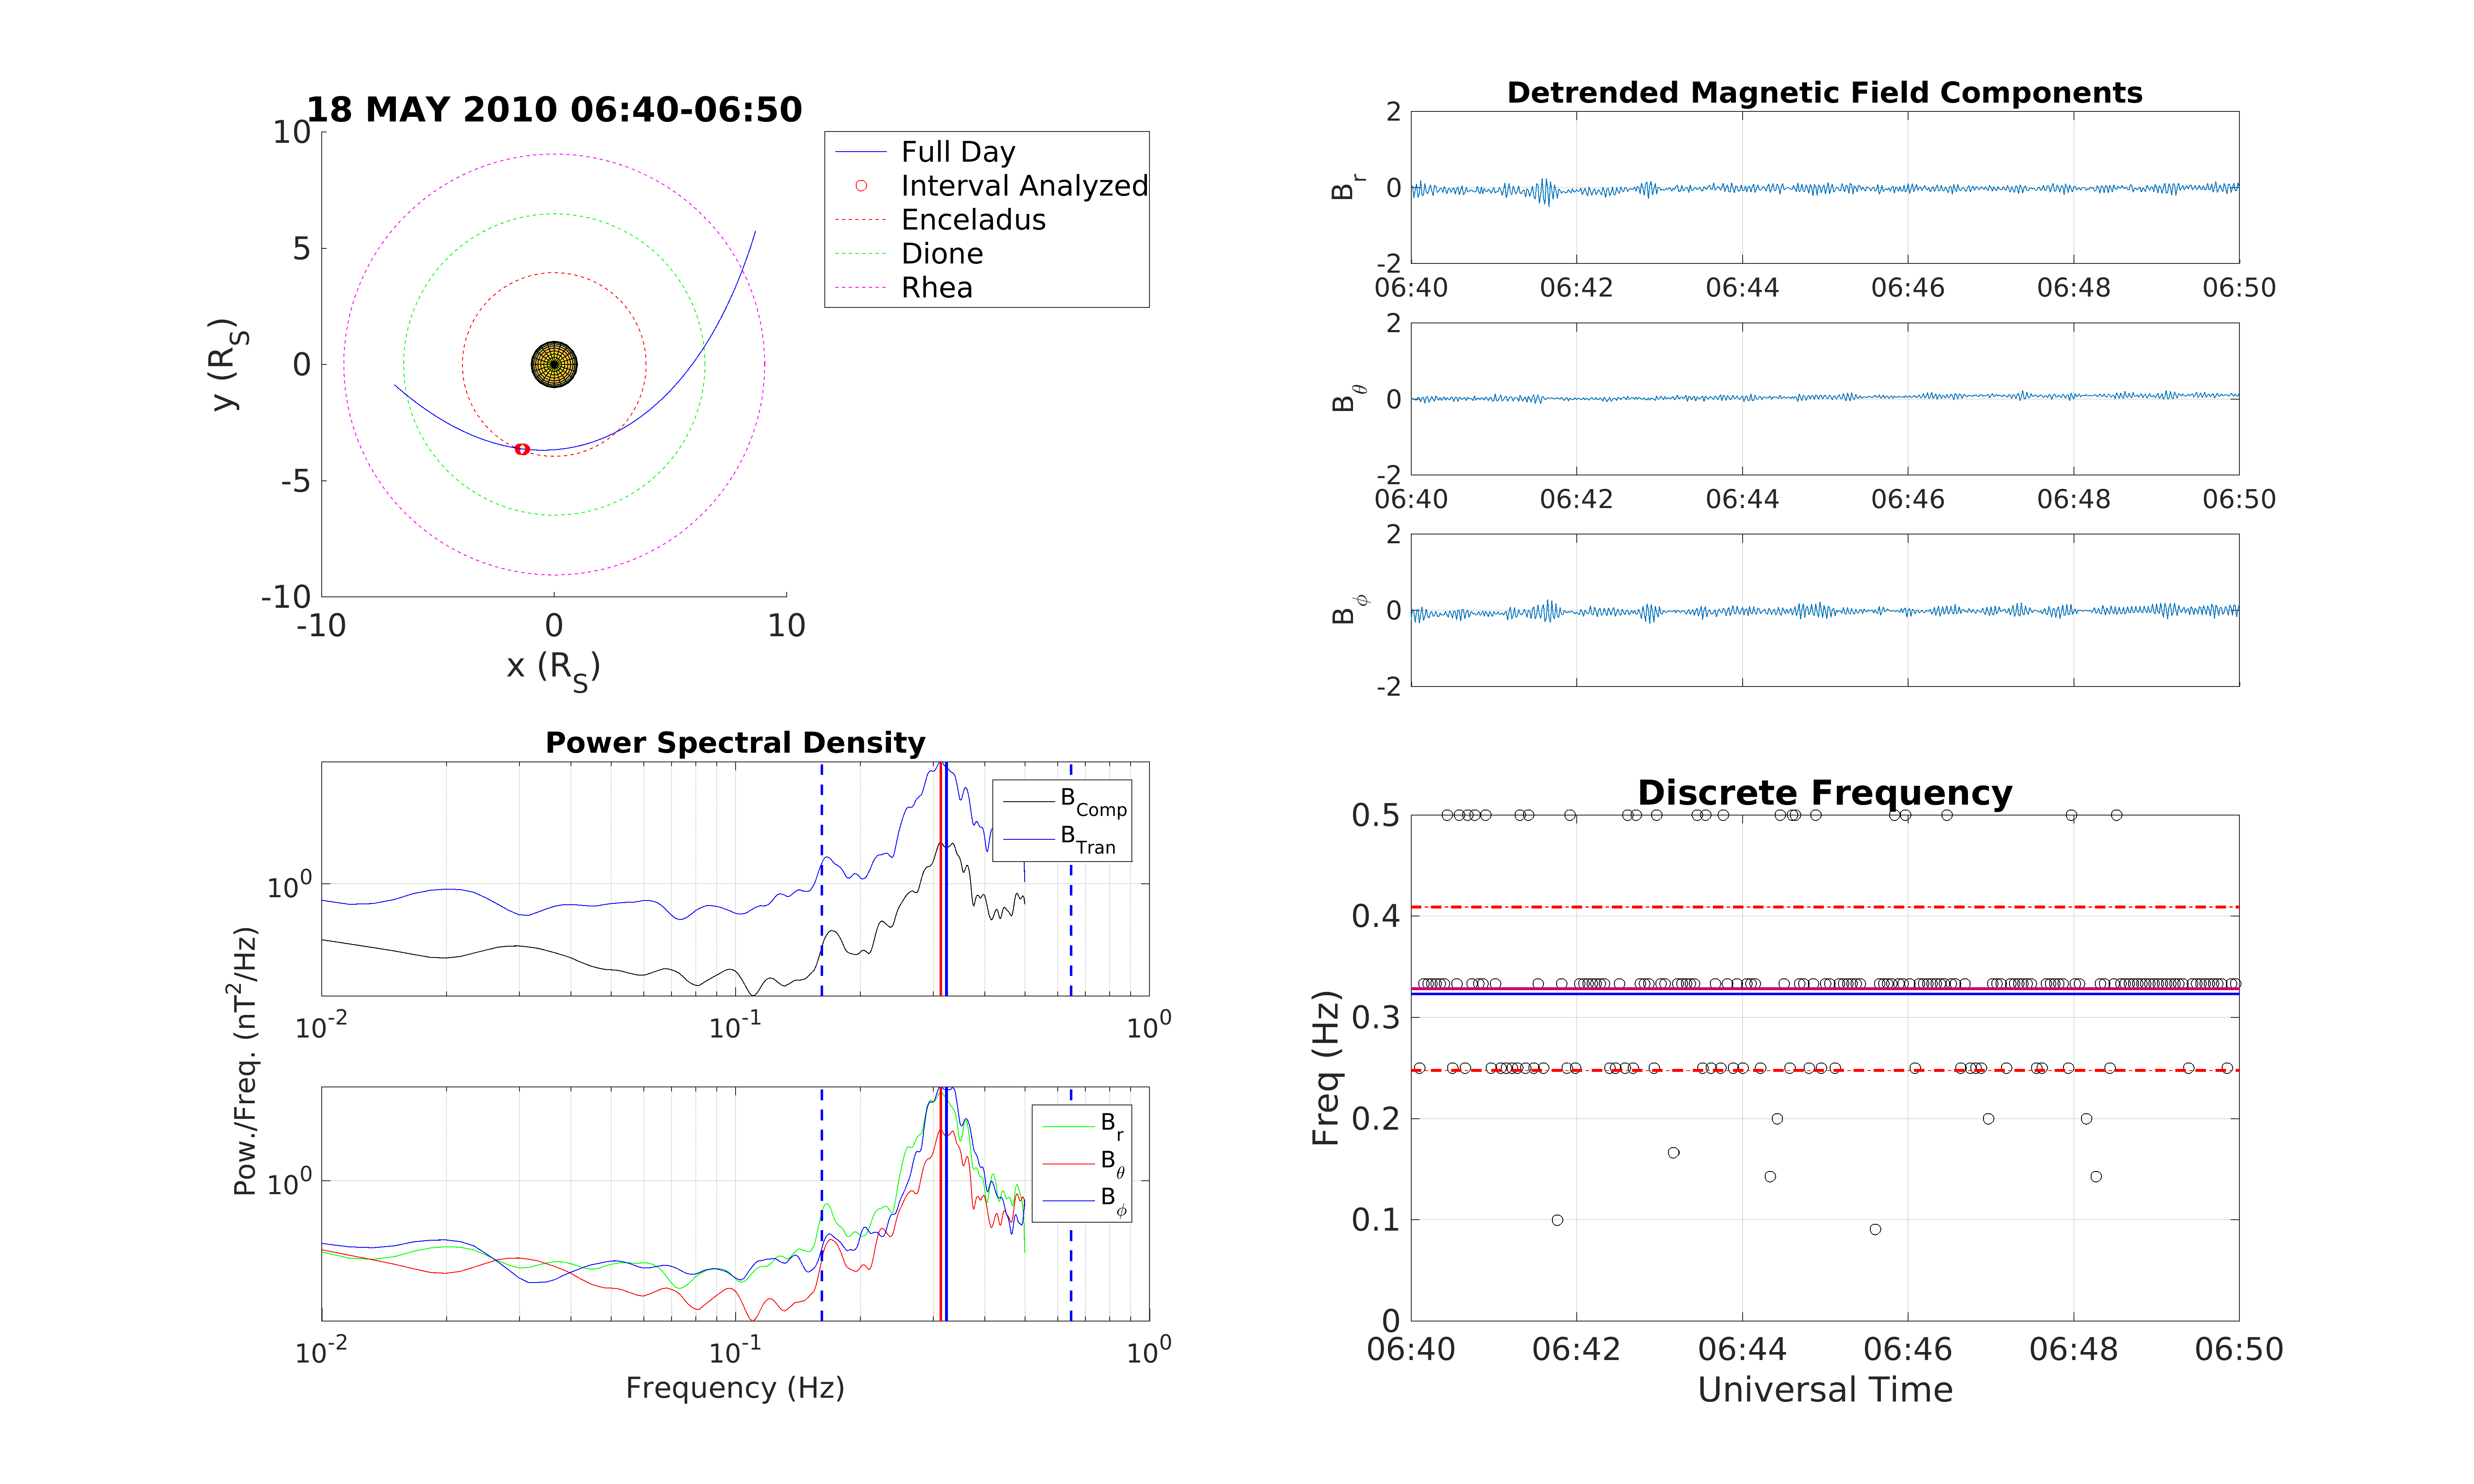 18 MAY 2010 06:40-06:50
10
5
0
-5
-10
-10 0 10
y (R_S)
x (R_S)
Full Day
Interval Analyzed
Enceladus
Dione
Rhea
Detrended Magnetic Field Components
2
0
-2
B_r
06:40 06:42 06:44 06:46 06:48 06:50
2
0
-2
B_θ
06:40 06:42 06:44 06:46 06:48 06:50
2
0
-2
B_ϕ
Power Spectral Density
10^0
B_Comp
B_Tran
10^-2 10^-1 10^0
Pow./Freq. (nT^2/Hz)
10^0
B_r
B_θ
B_ϕ
10^-2 10^-1 10^0
Frequency (Hz)
Discrete Frequency
0.5
0.4
0.3
0.2
0.1
0
Freq (Hz)
06:40 06:42 06:44 06:46 06:48 06:50
Universal Time